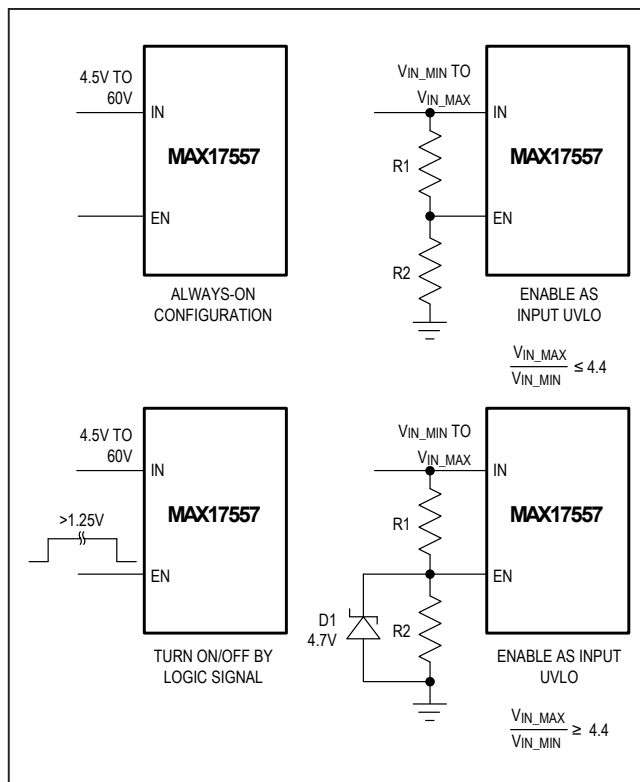 4.5V TO
60V
IN
MAX17557
EN
ALWAYS-ON
CONFIGURATION
VIN_MIN TO
VIN_MAX
IN
R1
MAX17557
EN
R2
ENABLE AS
INPUT UVLO
VIN_MAX
VIN_MIN
≤ 4.4
4.5V TO
60V
IN
MAX17557
>1.25V
EN
TURN ON/OFF BY
LOGIC SIGNAL
VIN_MIN TO
VIN_MAX
IN
R1
MAX17557
EN
D1
4.7V
R2
ENABLE AS INPUT
UVLO
VIN_MAX
VIN_MIN
≥ 4.4